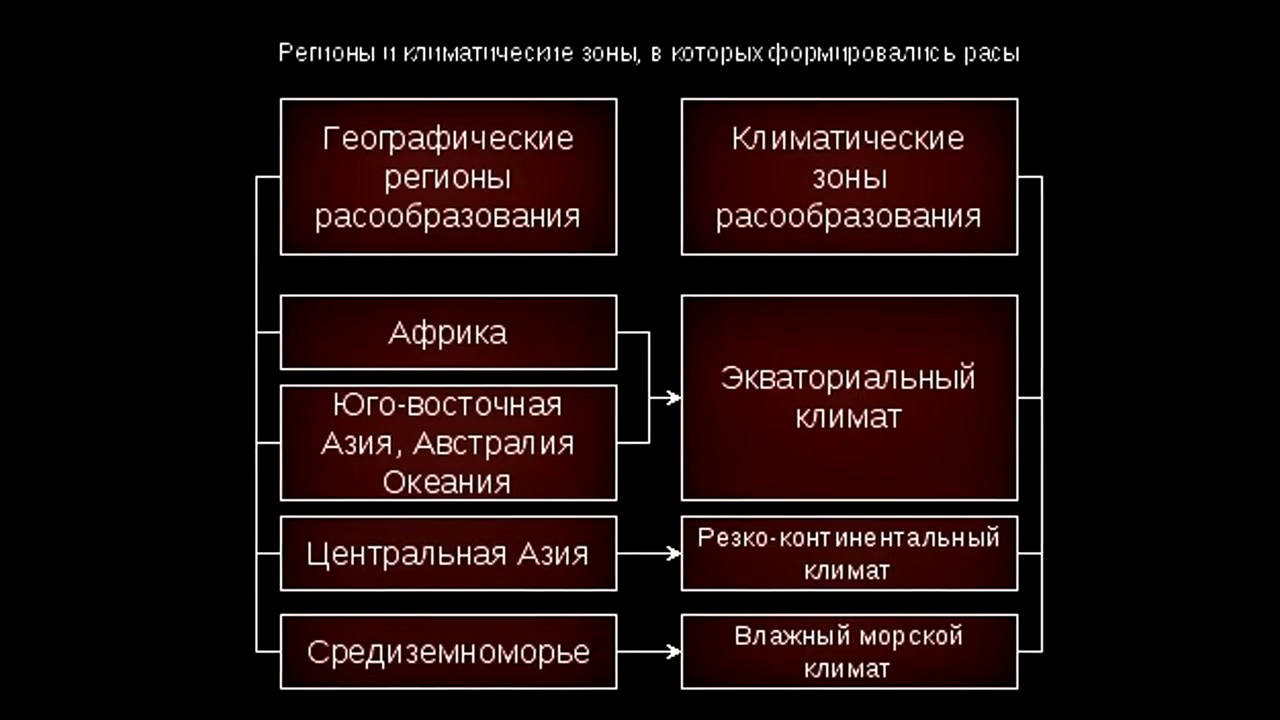 Регионы и климатические зоны, в которых формировались расы
Географические
регионы
расообразования
Климатические
зоны
расообразования
Африка
Юго-восточная
Азия, Австралия
Океания
Экваториальный
климат
Центральная Азия
Резко-континентальный
климат
Средиземноморье
Влажный морской
климат